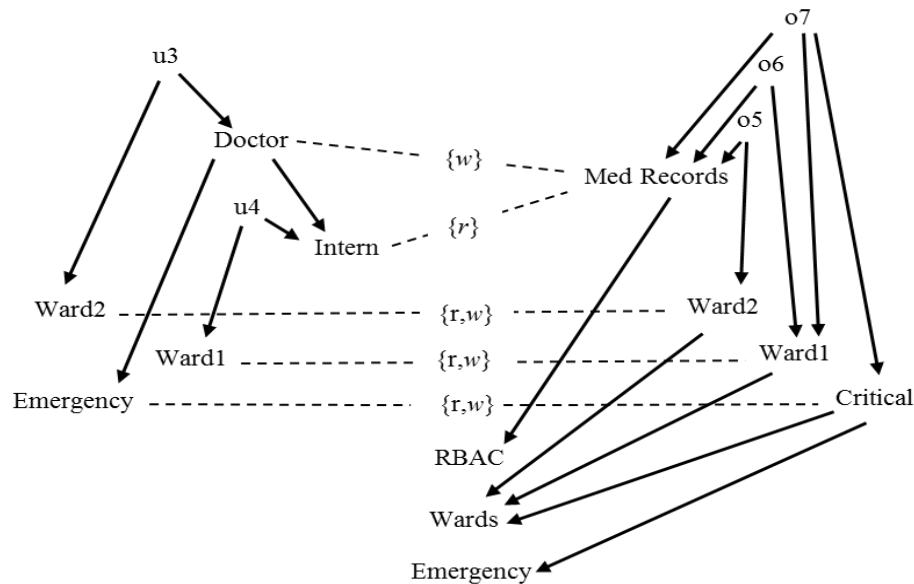 o7
u3
o6
o5
Doctor
{w}
Med Records
u4
{r}
Intern
Ward2
{r,w}
Ward2
Ward1
{r,w}
Ward1
Emergency
{r,w}
Critical
RBAC
Wards
Emergency